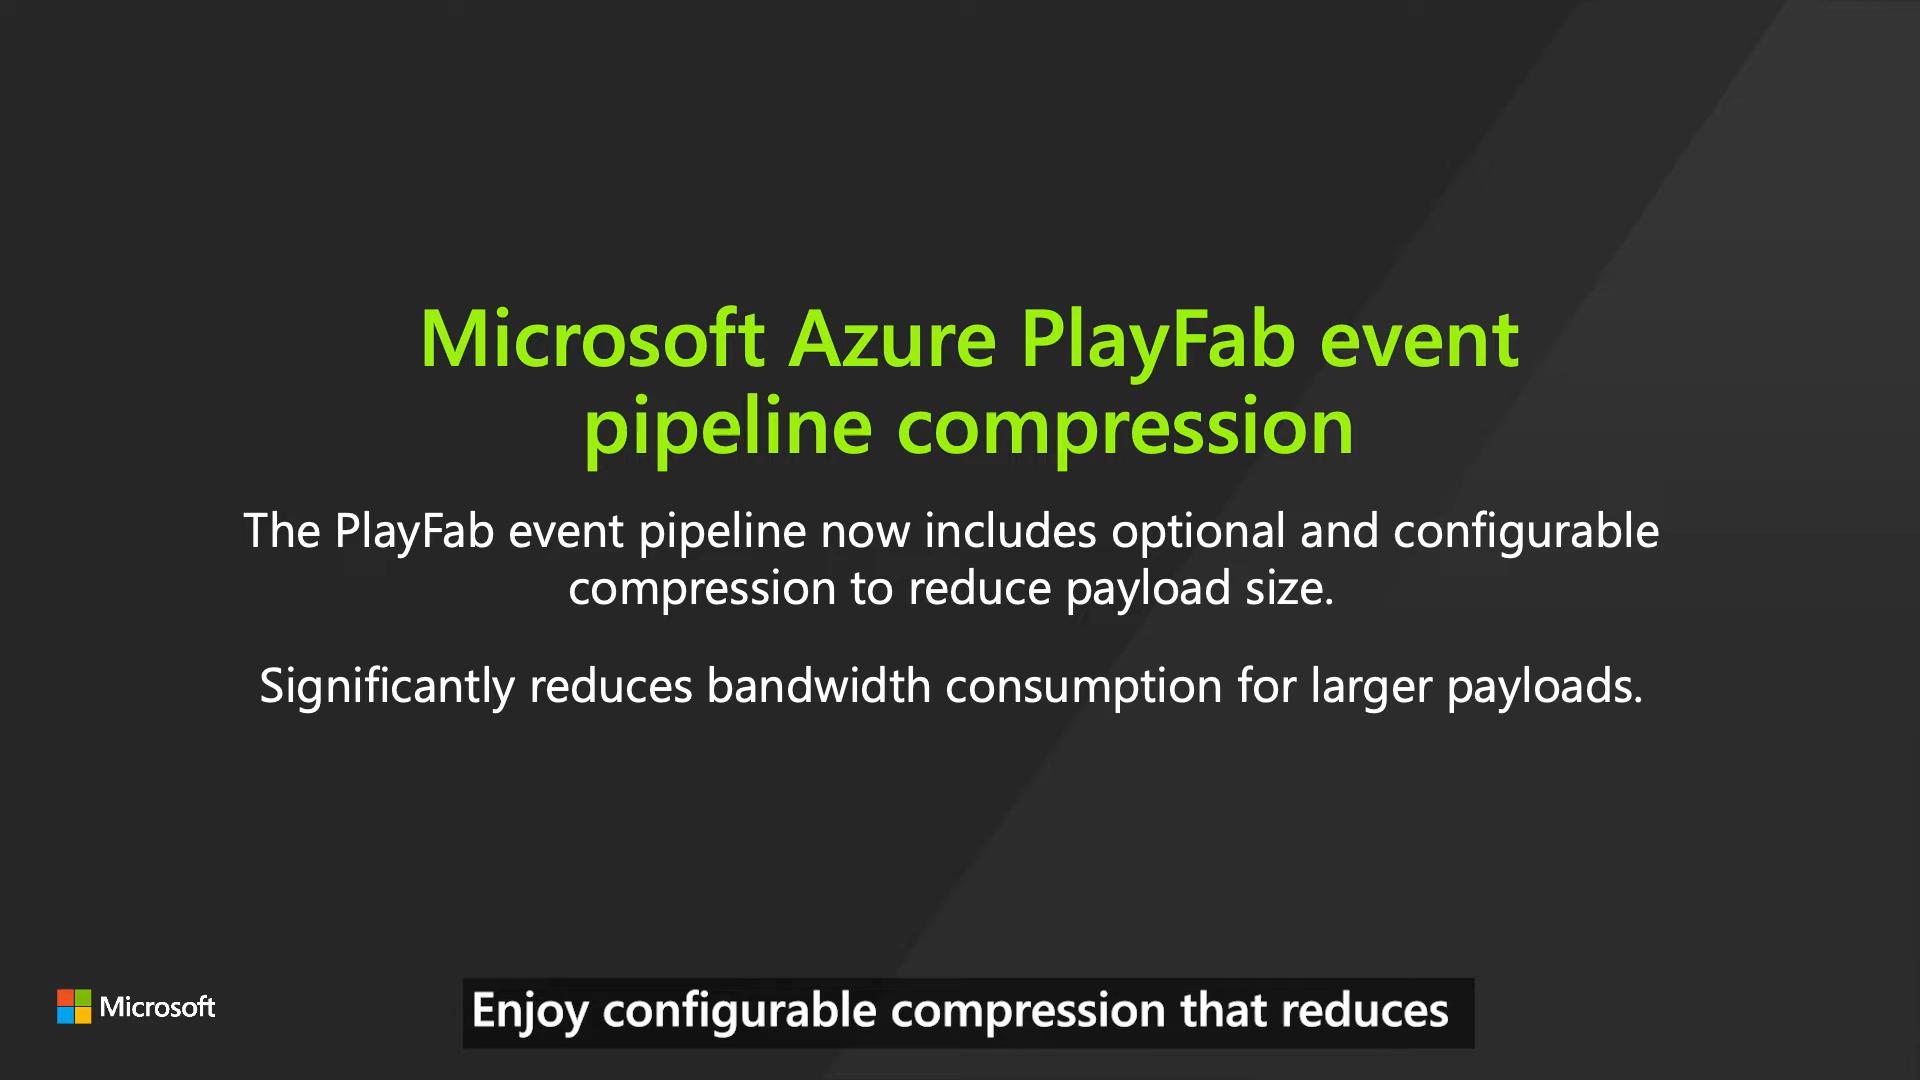 Microsoft Azure PlayFab event
pipeline compression
The PlayFab event pipeline now includes optional and configurable
compression to reduce payload size.
Significantly reduces bandwidth consumption for larger payloads.
Microsoft
Enjoy configurable compression that reduces